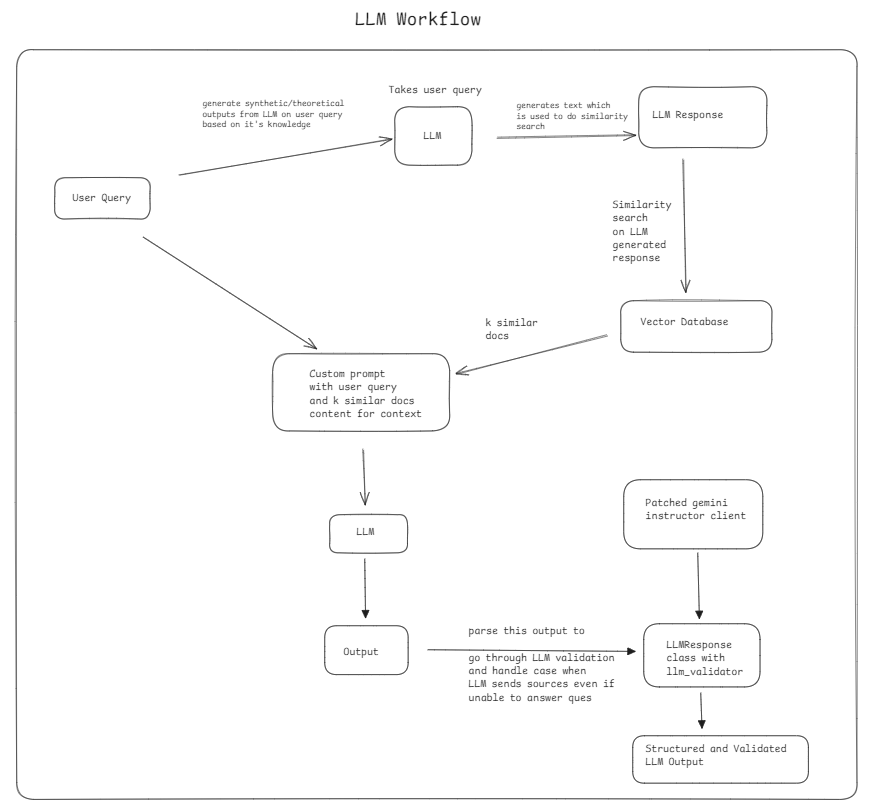 LLM Workflow
Takes user query
generate synthetic/theoretical
outputs from LLM on user query
based on it's knowledge
LLM
generates text which
is used to do similarity
search
LLM Response
User Query
Similarity
search
on LLM
generated
response
k similar
docs
Vector Database
Custom prompt
with user query
and k similar docs
content for context
LLM
Patched gemini
instructor client
Output
parse this output to
go through LLM validation
and handle case when
LLM sends sources even if
unable to answer ques
LLMResponse
class with
llm_validator
Structured and Validated
LLM Output